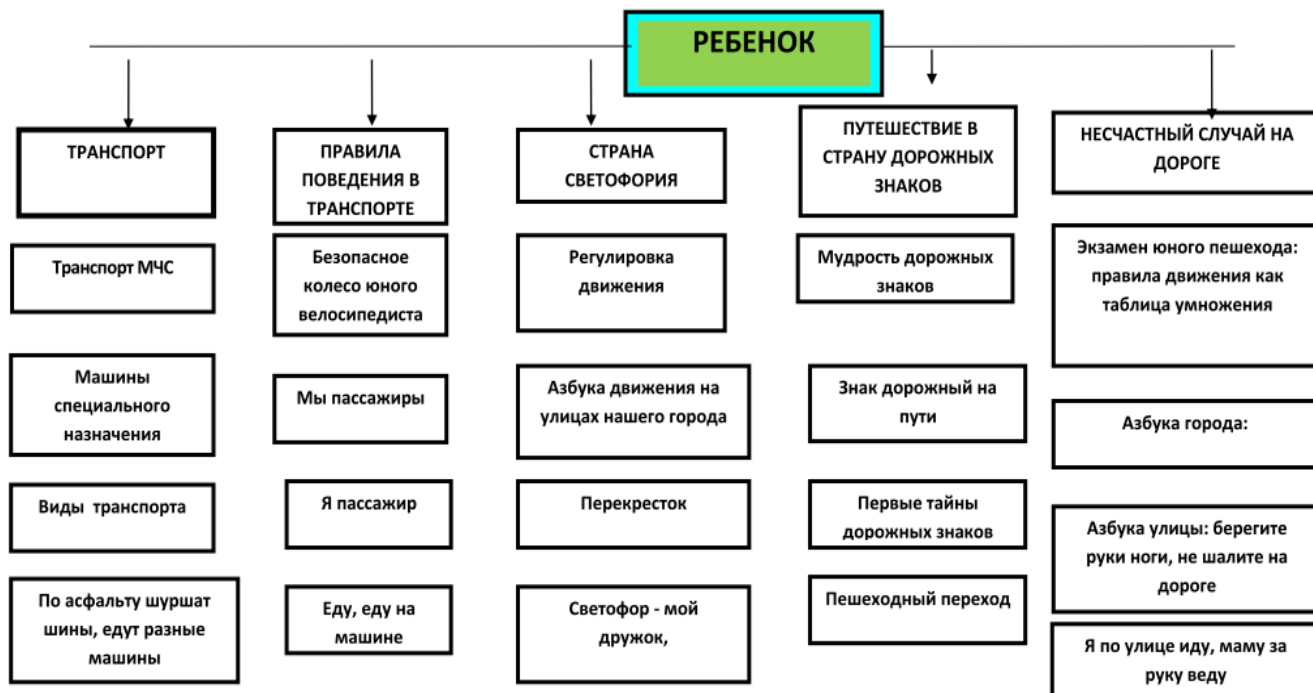 РЕБЕНОК
ТРАНСПОРТ
Транспорт МЧС
Машины
специального
назначения
Виды транспорта
По асфальту шуршат
шины, едут разные
машины
ПРАВИЛА
ПОВЕДЕНИЯ В
ТРАНСПОРТЕ
Безопасное
колесо юного
велосипедиста
Мы пассажиры
Я пассажир
Еду, еду на
машине
СТРАНА
СВЕТОФОРИЯ
Регулировка
движения
Азбука движения на
улицах нашего города
Перекресток
Светофор - мой
дружок,
ПУТЕШЕСТВИЕ В
СТРАНУ ДОРОЖНЫХ
ЗНАКОВ
Мудрость дорожных
знаков
Знак дорожный на
пути
Первые тайны
дорожных знаков
Пешеходный переход
НЕСЧАСТНЫЙ СЛУЧАЙ НА
ДОРОГЕ
Экзамен юного пешехода:
правила движения как
таблица умножения
Азбука города:
Азбука улицы: берегите
руки ноги, не шалите на
дороге
Я по улице иду, маму за
руку веду